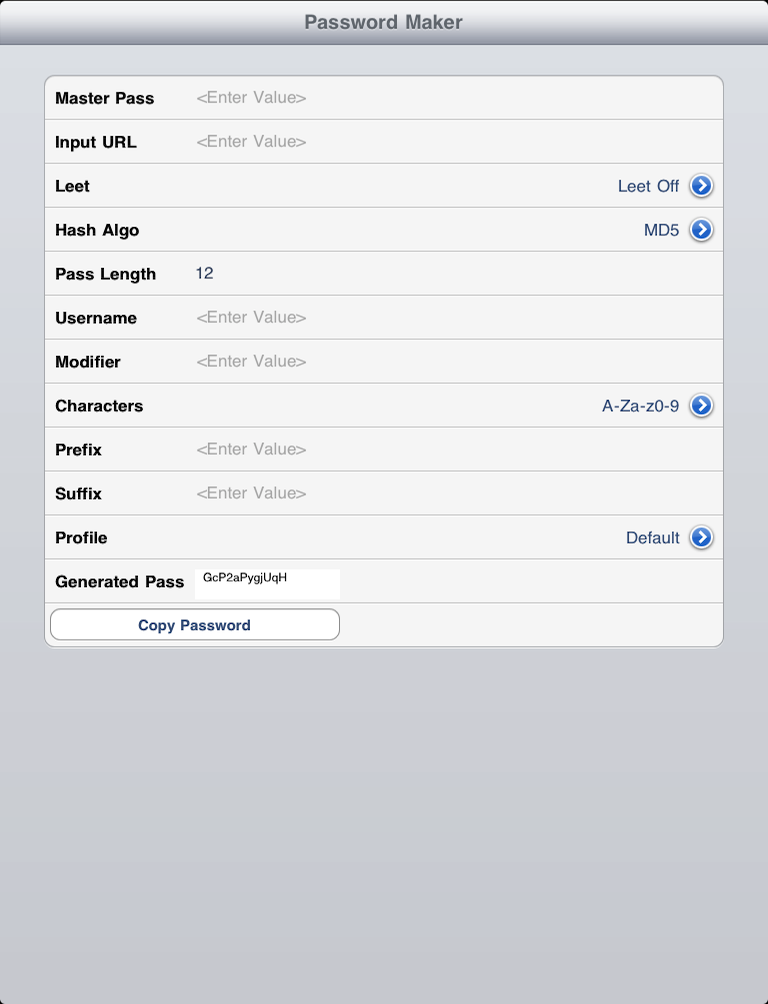 Password Maker
Master Pass <Enter Value>
Input URL <Enter Value>
Leet Leet Off
Hash Algo MD5
Pass Length 12
Username <Enter Value>
Modifier <Enter Value>
Characters A-Za-z0-9
Prefix <Enter Value>
Suffix <Enter Value>
Profile Default
Generated Pass GcP2aPygjUqH
Copy Password